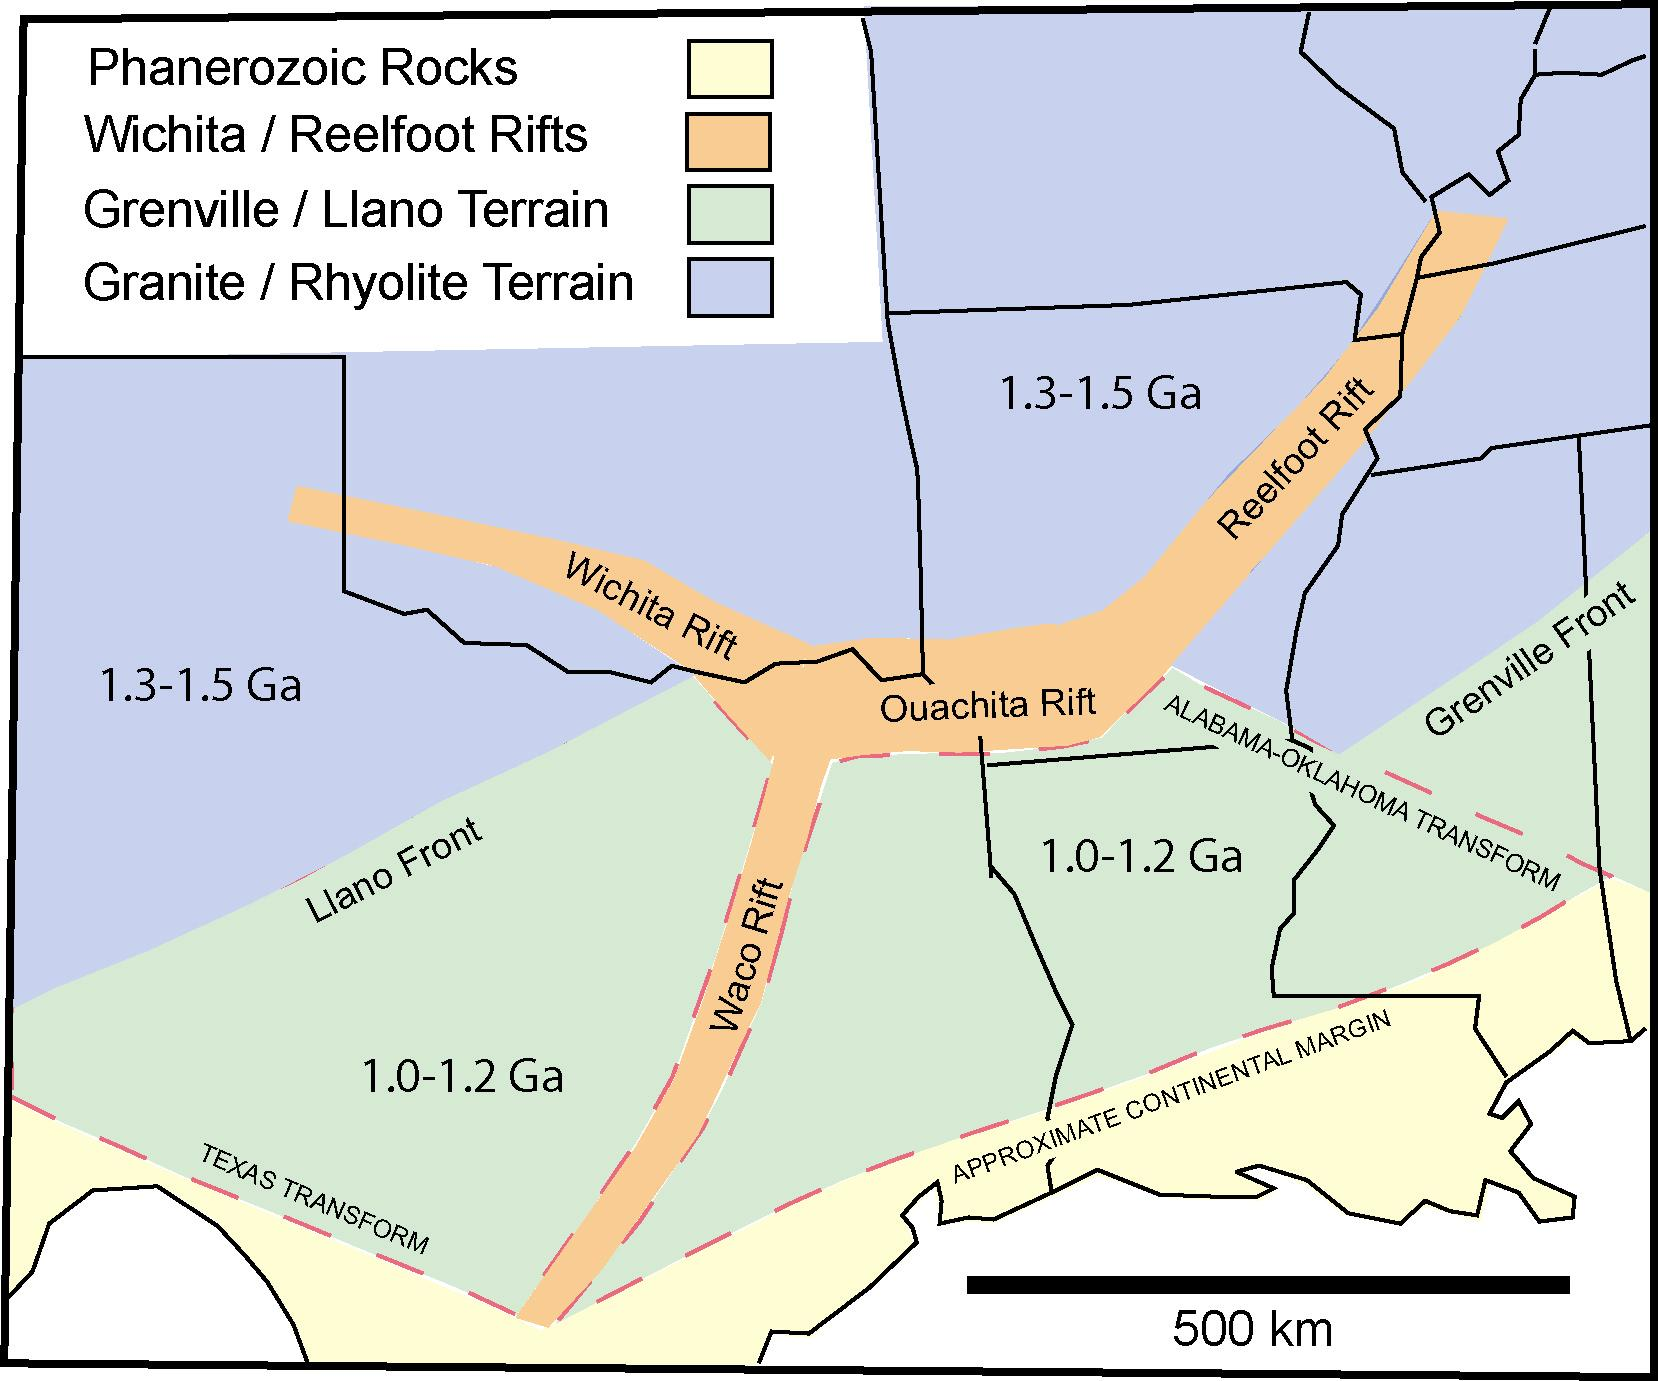 Phanerozoic Rocks
Wichita / Reelfoot Rifts
Grenville / Llano Terrain
Granite / Rhyolite Terrain
1.3-1.5 Ga
Reelfoot Rift
Wichita Rift
Grenville Front
1.3-1.5 Ga
Ouachita Rift
ALABAMA-OKLAHOMA TRANSFORM
Llano Front
1.0-1.2 Ga
Waco Rift
1.0-1.2 Ga
APPROXIMATE CONTINENTAL MARGIN
TEXAS TRANSFORM
500 km